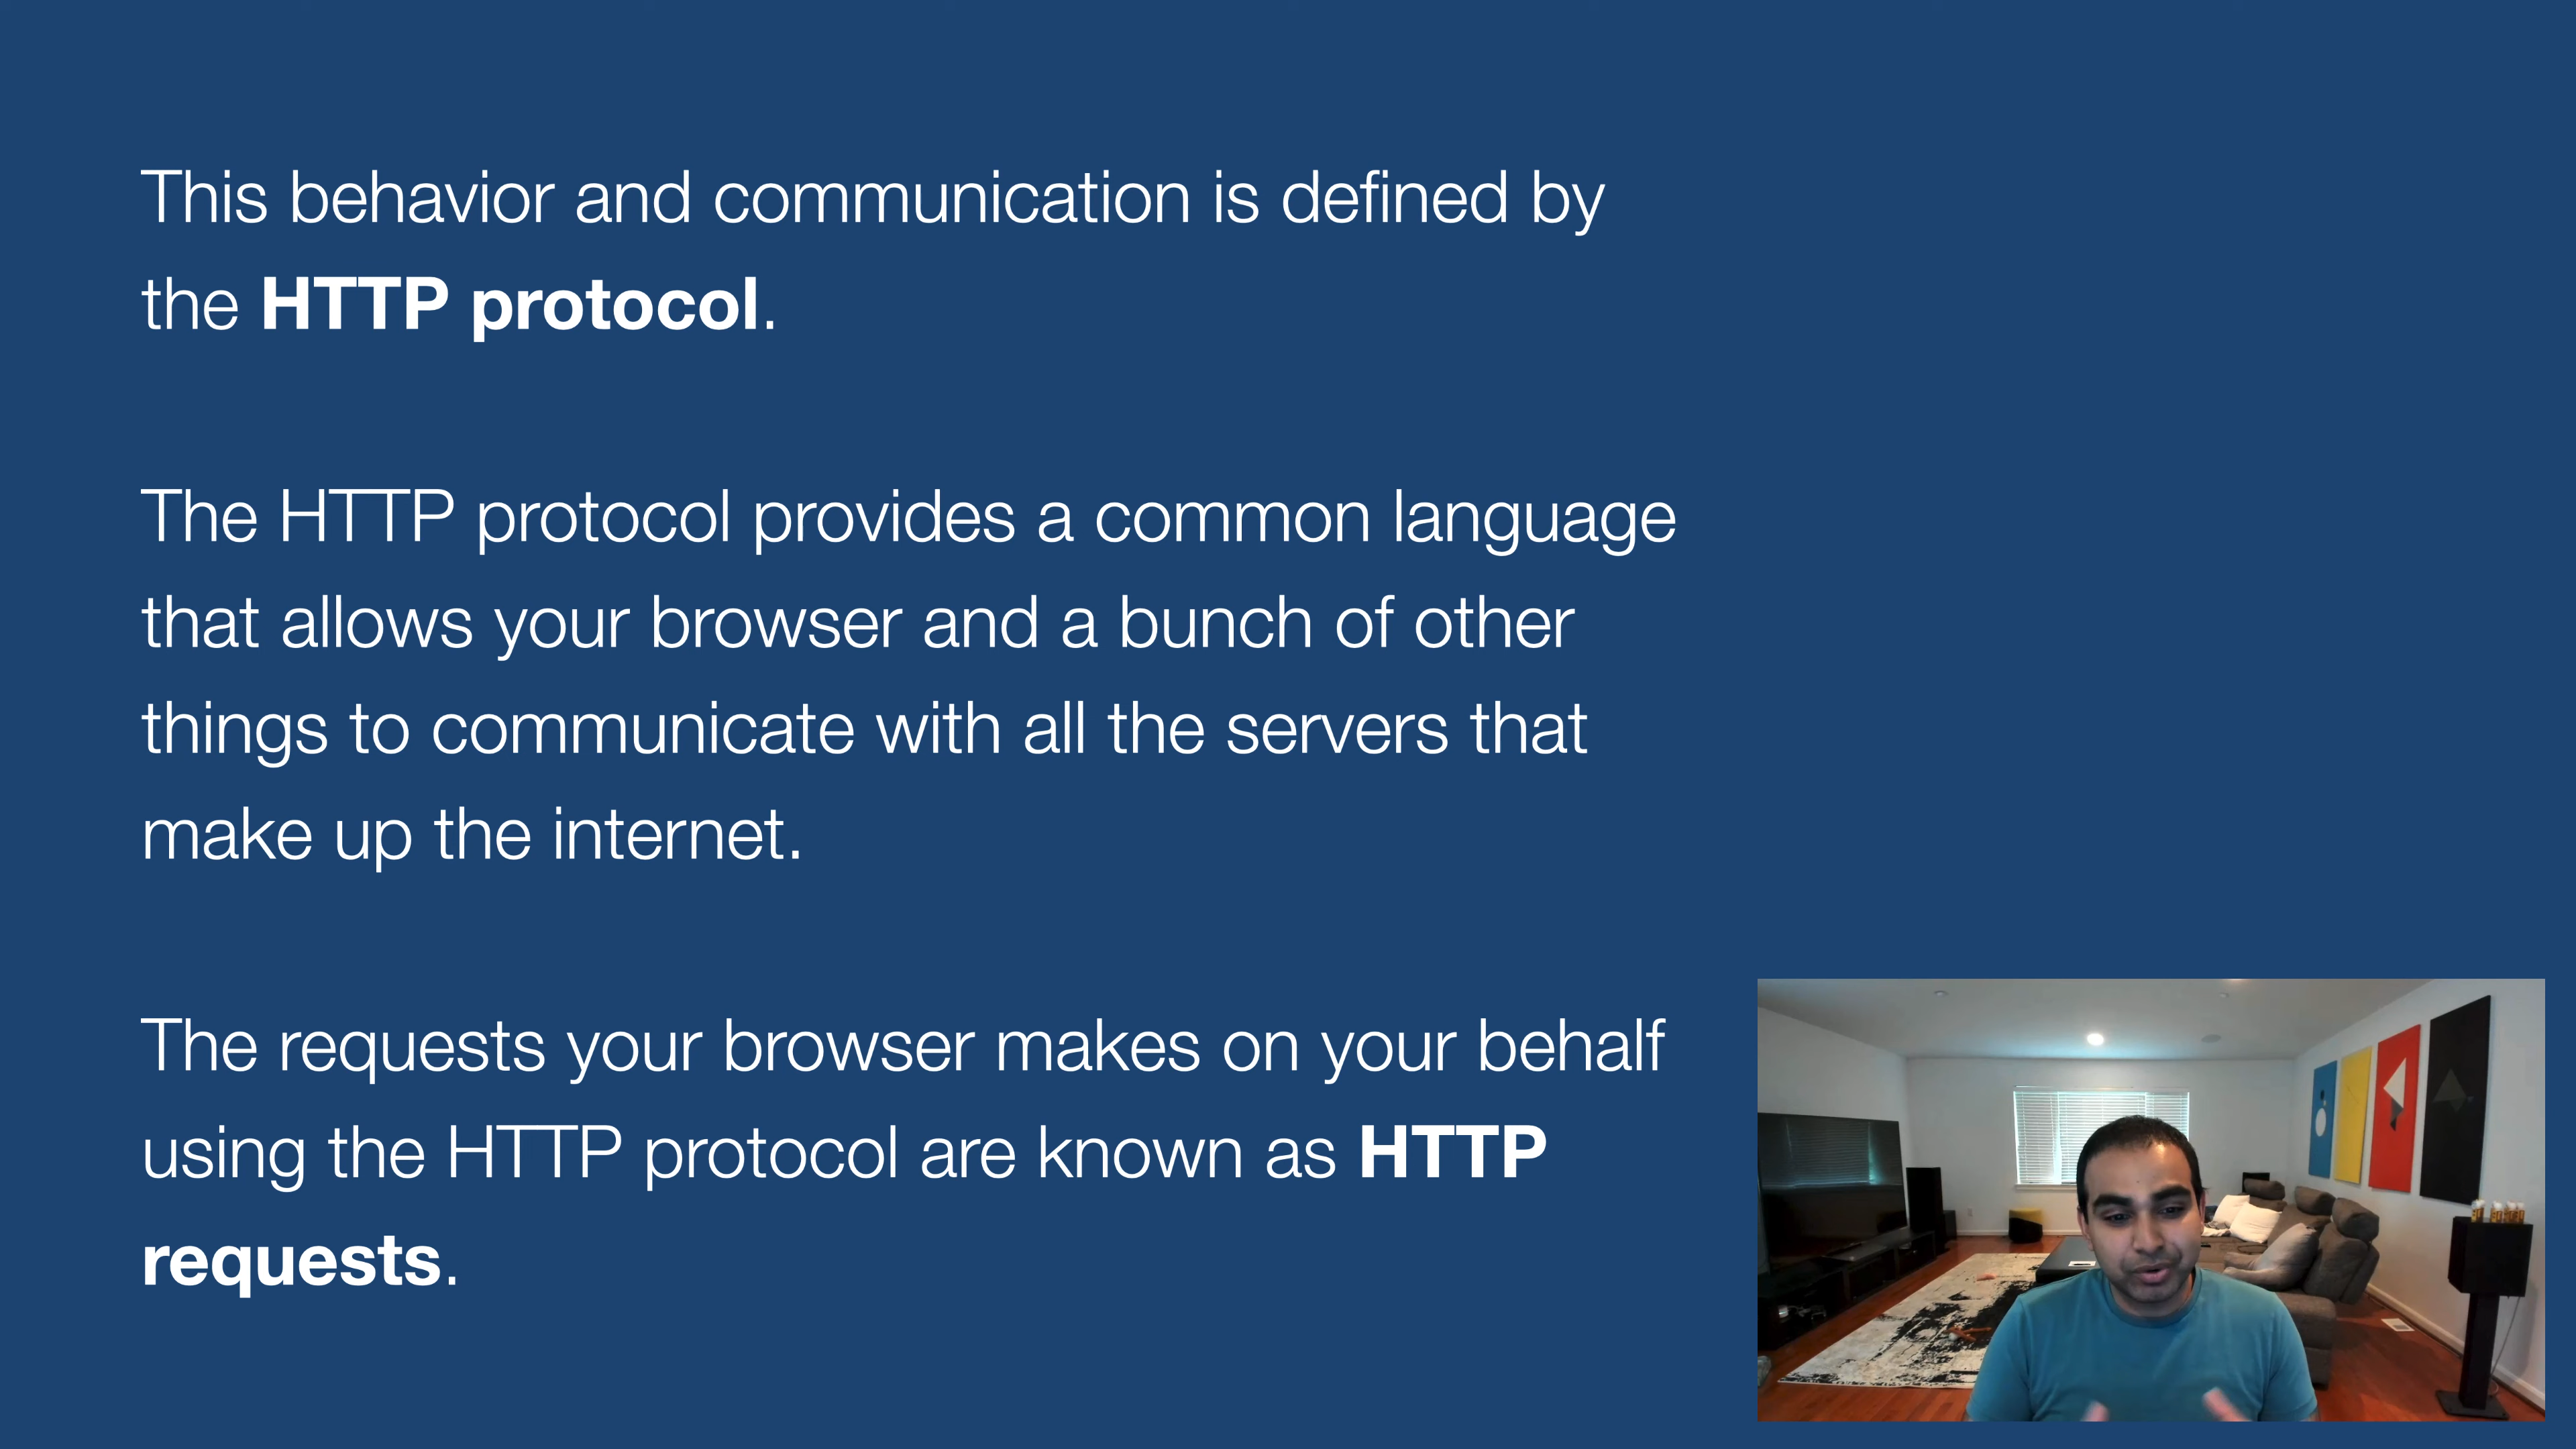 This behavior and communication is defined by
the HTTP protocol.
The HTTP protocol provides a common language
that allows your browser and a bunch of other
things to communicate with all the servers that
make up the internet.
The requests your browser makes on your behalf
using the HTTP protocol are known as HTTP
requests.